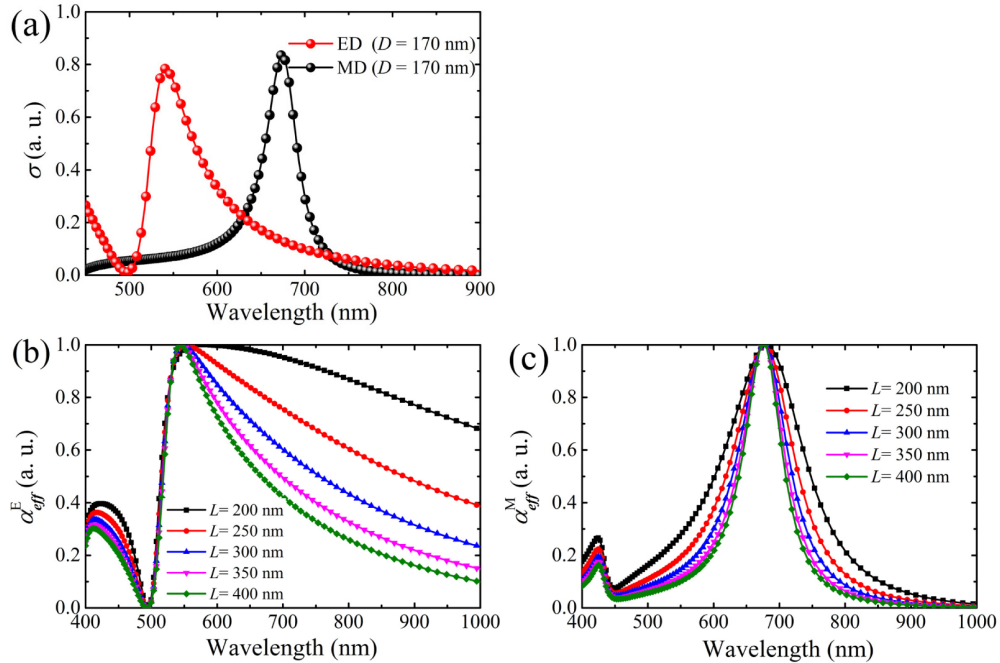 (a)
1.0
0.8
0.6
0.4
0.2
0.0
σ (a. u.)
ED (D = 170 nm)
MD (D = 170 nm)
500 600 700 800 900
Wavelength (nm)
(b)
1.0
0.8
0.6
0.4
0.2
0.0
α^E_eff (a. u.)
L= 200 nm
L= 250 nm
L= 300 nm
L= 350 nm
L= 400 nm
400 500 600 700 800 900 1000
Wavelength (nm)
(c)
1.0
0.8
0.6
0.4
0.2
0.0
α^M_eff (a. u.)
L= 200 nm
L= 250 nm
L= 300 nm
L= 350 nm
L= 400 nm
400 500 600 700 800 900 1000
Wavelength (nm)